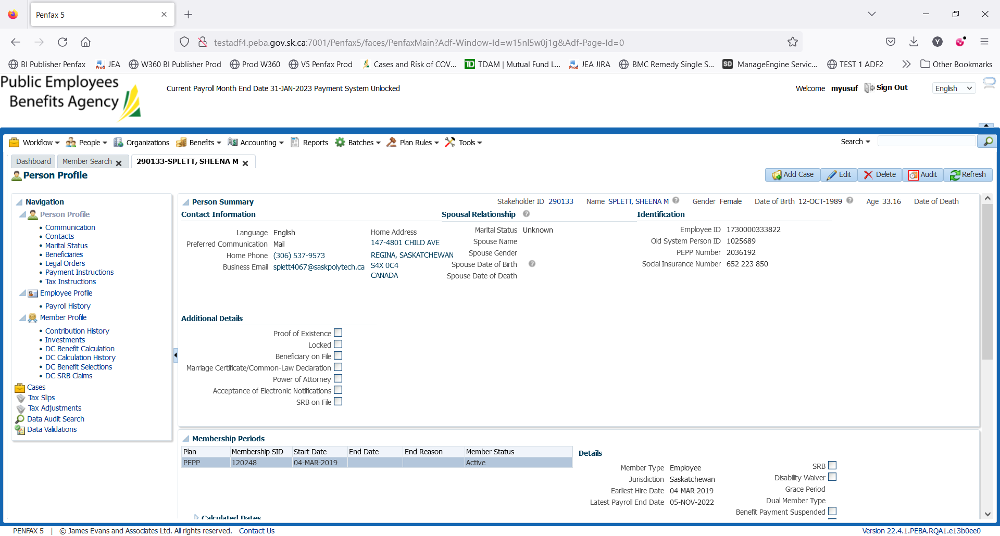 Penfax 5
testadf4.peba.gov.sk.ca:7001/Penfax5/faces/PenfaxMain?Adf-Window-Id=w15nl5w0j1g&Adf-Page-Id=0
BI Publisher Penfax JEA W360 BI Publisher Prod Prod W360 V5 Penfax Prod Cases and Risk of COV... TDAM | Mutual Fund L... JEA JIRA BMC Remedy Single S... ManageEngine Servic... TEST 1 ADF2 Other Bookmarks
Public Employees
Benefits Agency
Current Payroll Month End Date 31-JAN-2023 Payment System Unlocked
Welcome myusuf Sign Out English
Workflow People Organizations Benefits Accounting Reports Batches Plan Rules Tools Search
Dashboard Member Search 290133-SPLETT, SHEENA M
Person Profile
Add Case Edit Delete Audit Refresh
Navigation
Person Profile
Communication
Contacts
Marital Status
Beneficiaries
Legal Orders
Payment Instructions
Tax Instructions
Employee Profile
Payroll History
Member Profile
Contribution History
Investments
DC Benefit Calculation
DC Calculation History
DC Benefit Selections
DC SRB Claims
Cases
Tax Slips
Tax Adjustments
Data Audit Search
Data Validations
Person Summary
Stakeholder ID 290133 Name SPLETT, SHEENA M Gender Female Date of Birth 12-OCT-1989 Age 33.16 Date of Death
Contact Information
Language English
Preferred Communication Mail
Home Phone (306) 537-9573
Business Email splett4067@saskpolytech.ca
Home Address
147-4801 CHILD AVE
REGINA, SASKATCHEWAN
S4X 0C4
CANADA
Spousal Relationship
Marital Status Unknown
Spouse Name
Spouse Gender
Spouse Date of Birth
Spouse Date of Death
Identification
Employee ID 1730000333822
Old System Person ID 1025689
PEPP Number 2036192
Social Insurance Number 652 223 850
Additional Details
Proof of Existence
Locked
Beneficiary on File
Marriage Certificate/Common-Law Declaration
Power of Attorney
Acceptance of Electronic Notifications
SRB on File
Membership Periods
Plan Membership SID Start Date End Date End Reason Member Status
PEPP 120248 04-MAR-2019 Active
Details
Member Type Employee
Jurisdiction Saskatchewan
Earliest Hire Date 04-MAR-2019
Latest Payroll End Date 05-NOV-2022
SRB
Disability Waiver
Grace Period
Dual Member Type
Benefit Payment Suspended
Calculated Dates
PENFAX 5 | © James Evans and Associates Ltd. All rights reserved. Contact Us
Version 22.4.1.PEBA.RQA1.e13b0ee0